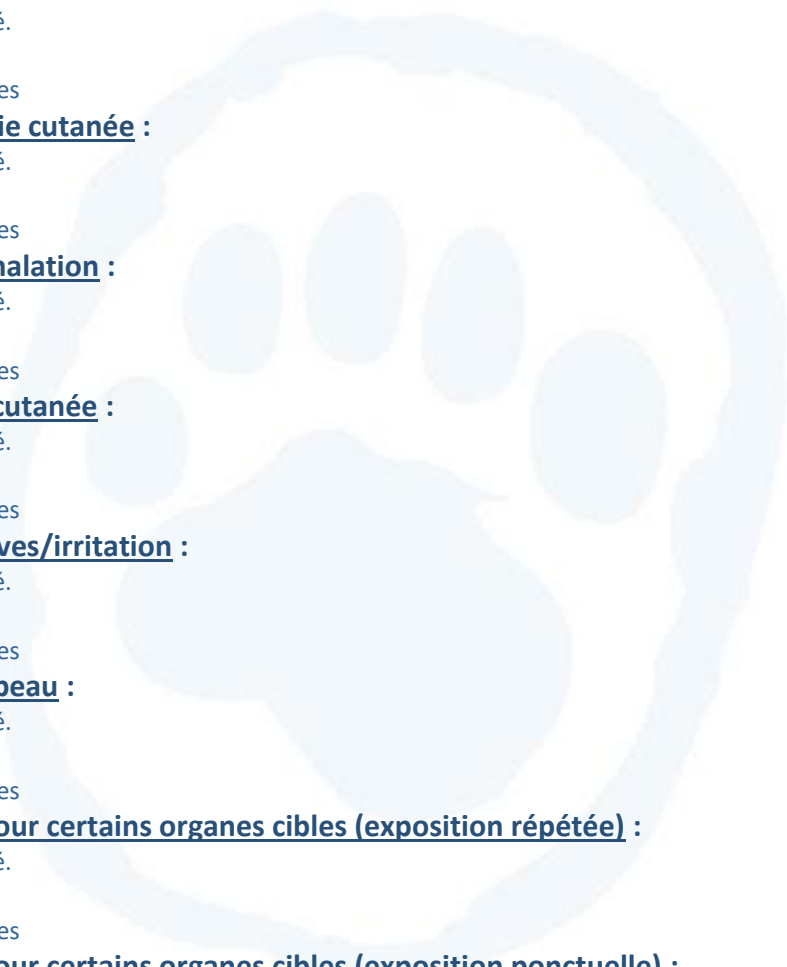 é.
es
ie cutanée :
é.
es
nalation :
é.
es
cutanée :
é.
es
ves/irritation :
é.
es
peau :
é.
es
our certains organes cibles (exposition répétée) :
é.
es
our certains organes cibles (exposition ponctuelle) :